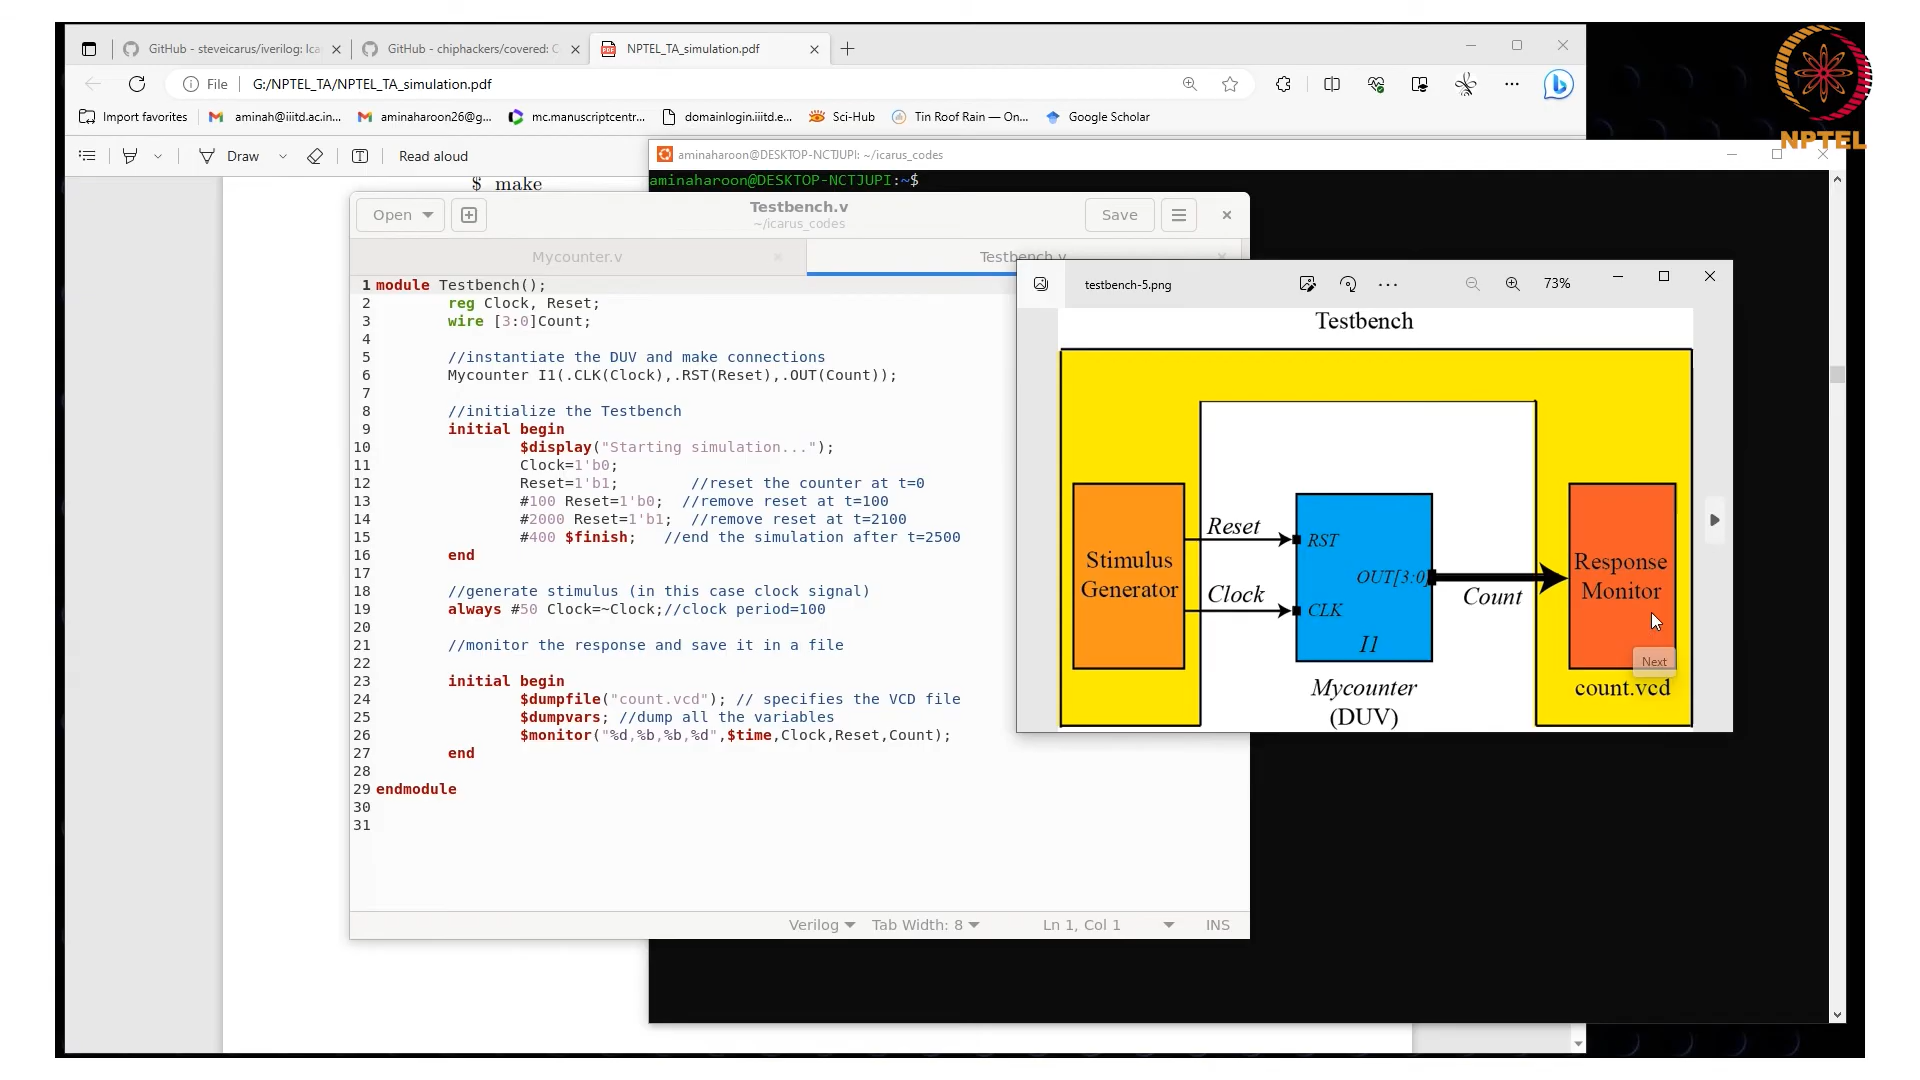 GitHub - steveicarus/iverilog: Ica
GitHub - chiphackers/covered: C
NPTEL_TA_simulation.pdf
File
G:/NPTEL_TA/NPTEL_TA_simulation.pdf
Import favorites
aminah@iiitd.ac.in...
aminaharoon26@g...
mc.manuscriptcentr...
domainlogin.iiitd.e...
Sci-Hub
Tin Roof Rain — On...
Google Scholar
NPTEL
Draw
Read aloud
$ make
aminaharoon@DESKTOP-NCTJUPI: ~/icarus_codes
aminaharoon@DESKTOP-NCTJUPI:~$
Open
Testbench.v
~/icarus_codes
Save
Mycounter.v
Testbench.v
1 module Testbench();
2 reg Clock, Reset;
3 wire [3:0]Count;
4
5 //instantiate the DUV and make connections
6 Mycounter I1(.CLK(Clock),.RST(Reset),.OUT(Count));
7
8 //initialize the Testbench
9 initial begin
10 $display("Starting simulation...");
11 Clock=1'b0;
12 Reset=1'b1; //reset the counter at t=0
13 #100 Reset=1'b0; //remove reset at t=100
14 #2000 Reset=1'b1; //remove reset at t=2100
15 #400 $finish; //end the simulation after t=2500
16 end
17
18 //generate stimulus (in this case clock signal)
19 always #50 Clock=~Clock;//clock period=100
20
21 //monitor the response and save it in a file
22
23 initial begin
24 $dumpfile("count.vcd"); // specifies the VCD file
25 $dumpvars; //dump all the variables
26 $monitor("%d,%b,%b,%d",$time,Clock,Reset,Count);
27 end
28
29 endmodule
30
31
Verilog
Tab Width: 8
Ln 1, Col 1
INS
testbench-5.png
73%
Testbench
Stimulus
Generator
Reset
Clock
RST
OUT[3:0]
CLK
I1
Mycounter
(DUV)
Count
Response
Monitor
Next
count.vcd